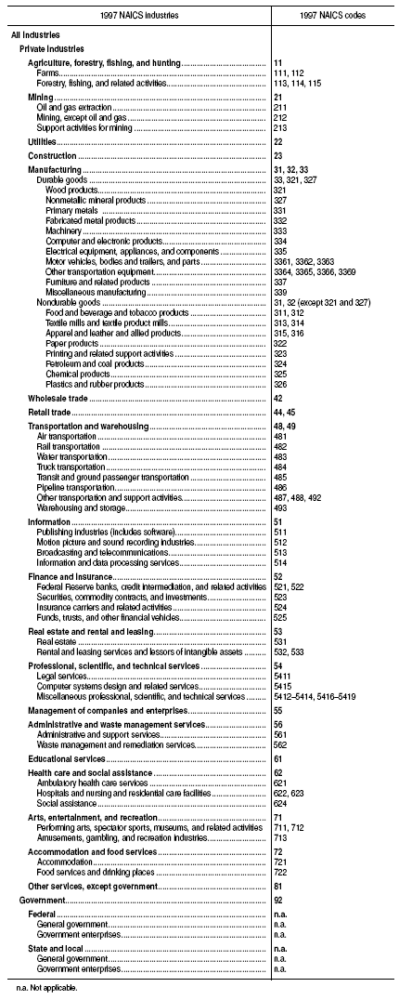 1997 NAICS industries 1997 NAICS codes
All Industries
Private Industries
Agriculture, forestry, fishing, and hunting 11
Farms 111, 112
Forestry, fishing, and related activities 113, 114, 115
Mining 21
Oil and gas extraction 211
Mining, except oil and gas 212
Support activities for mining 213
Utilities 22
Construction 23
Manufacturing 31, 32, 33
Durable goods 33, 321, 327
Wood products 321
Nonmetallic mineral products 327
Primary metals 331
Fabricated metal products 332
Machinery 333
Computer and electronic products 334
Electrical equipment, appliances, and components 335
Motor vehicles, bodies and trailers, and parts 3361, 3362, 3363
Other transportation equipment 3364, 3365, 3366, 3369
Furniture and related products 337
Miscellaneous manufacturing 339
Nondurable goods 31, 32 (except 321 and 327)
Food and beverage and tobacco products 311, 312
Textile mills and textile product mills 313, 314
Apparel and leather and allied products 315, 316
Paper products 322
Printing and related support activities 323
Petroleum and coal products 324
Chemical products 325
Plastics and rubber products 326
Wholesale trade 42
Retail trade 44, 45
Transportation and warehousing 48, 49
Air transportation 481
Rail transportation 482
Water transportation 483
Truck transportation 484
Transit and ground passenger transportation 485
Pipeline transportation 486
Other transportation and support activities 487, 488, 492
Warehousing and storage 493
Information 51
Publishing industries (includes software) 511
Motion picture and sound recording industries 512
Broadcasting and telecommunications 513
Information and data processing services 514
Finance and insurance 52
Federal Reserve banks, credit intermediation, and related activities 521, 522
Securities, commodity contracts, and investments 523
Insurance carriers and related activities 524
Funds, trusts, and other financial vehicles 525
Real estate and rental and leasing 53
Real estate 531
Rental and leasing services and lessors of intangible assets 532, 533
Professional, scientific, and technical services 54
Legal services 5411
Computer systems design and related services 5415
Miscellaneous professional, scientific, and technical services 5412–5414, 5416–5419
Management of companies and enterprises 55
Administrative and waste management services 56
Administrative and support services 561
Waste management and remediation services 562
Educational services 61
Health care and social assistance 62
Ambulatory health care services 621
Hospitals and nursing and residential care facilities 622, 623
Social assistance 624
Arts, entertainment, and recreation 71
Performing arts, spectator sports, museums, and related activities 711, 712
Amusements, gambling, and recreation industries 713
Accommodation and food services 72
Accommodation 721
Food services and drinking places 722
Other services, except government 81
Government 92
Federal n.a.
General government n.a.
Government enterprises n.a.
State and local n.a.
General government n.a.
Government enterprises n.a.
n.a. Not applicable.